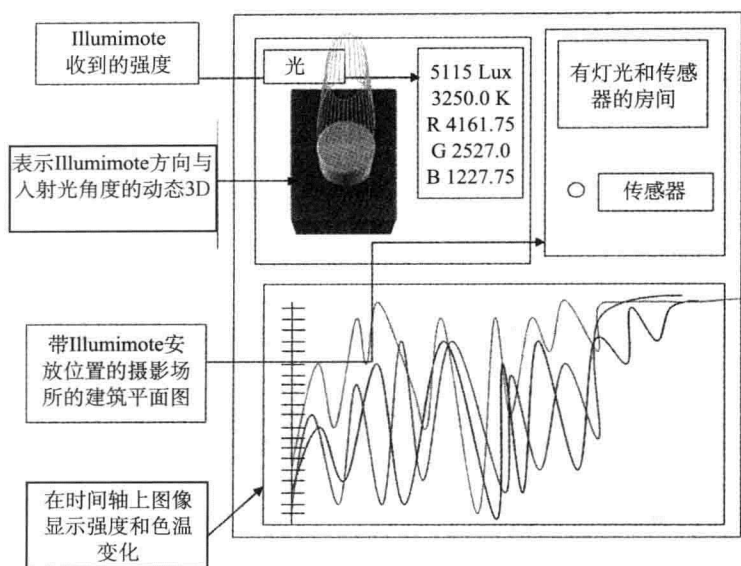 Illumimote
收到的强度
光
5115 Lux
3250.0 K
R 4161.75
G 2527.0
B 1227.75
有灯光和传感
器的房间
表示Illumimote方向与
入射光角度的动态3D
传感器
带Illumimote安
放位置的摄影场
所的建筑平面图
在时间轴上图像
显示强度和色温
变化